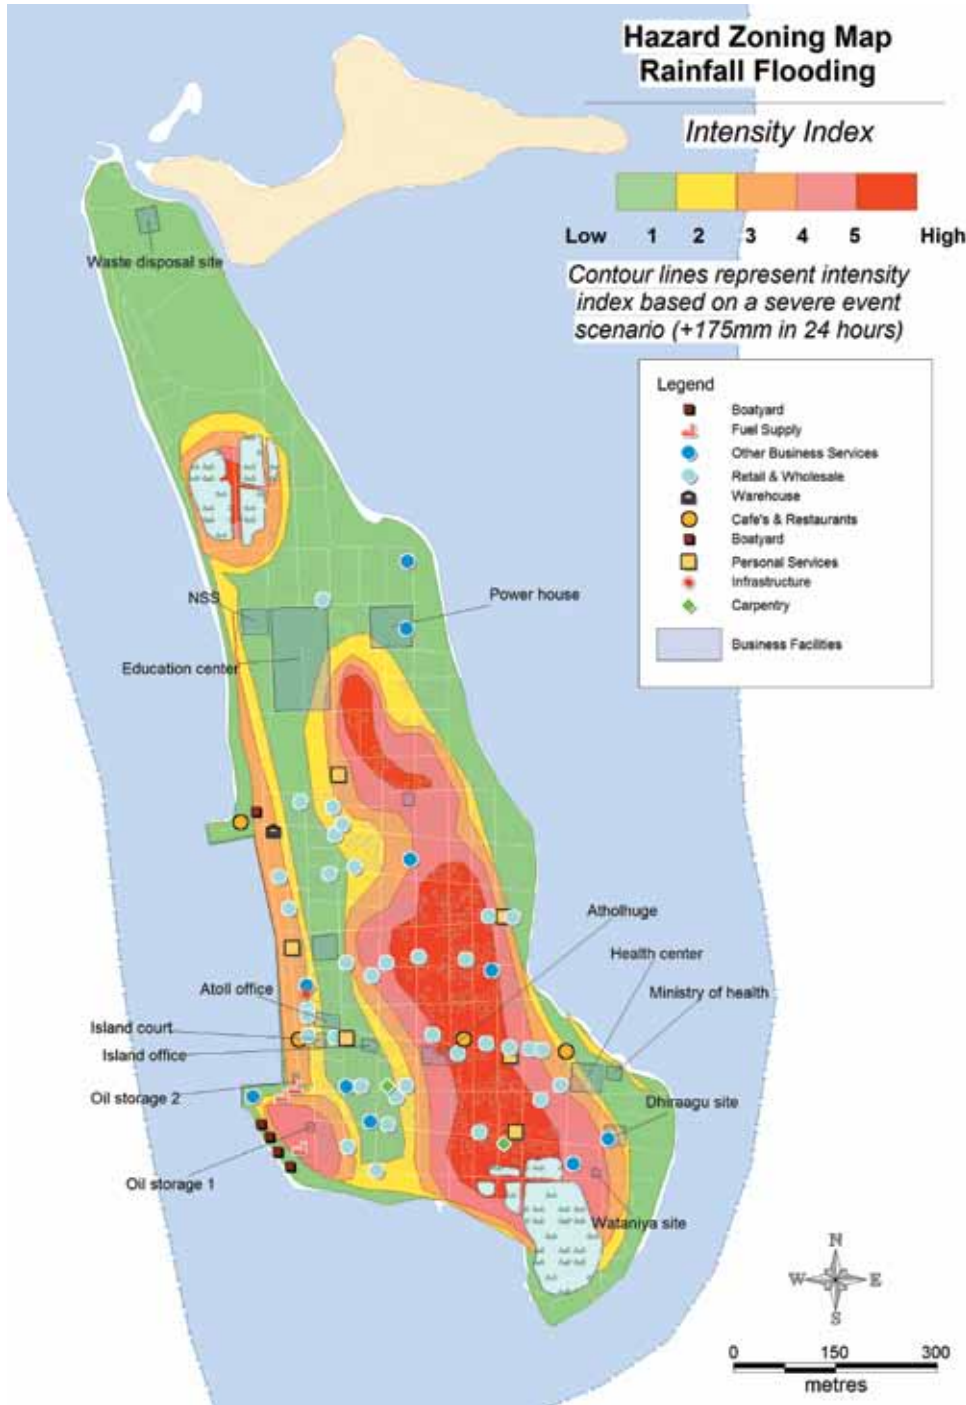 Hazard Zoning Map
Rainfall Flooding
Intensity Index
Low 1 2 3 4 5 High
Contour lines represent intensity
index based on a severe event
scenario (+175mm in 24 hours)
Legend
Boatyard
Fuel Supply
Other Business Services
Retail & Wholesale
Warehouse
Cafe's & Restaurants
Boatyard
Personal Services
Infrastructure
Carpentry
Business Facilities
Waste disposal site
NSS
Power house
Education center
Atholhuge
Health center
Atoll office
Ministry of health
Island court
Island office
Oil storage 2
Dhiraagu site
Oil storage 1
Wataniya site
N
W E
S
0 150 300
metres